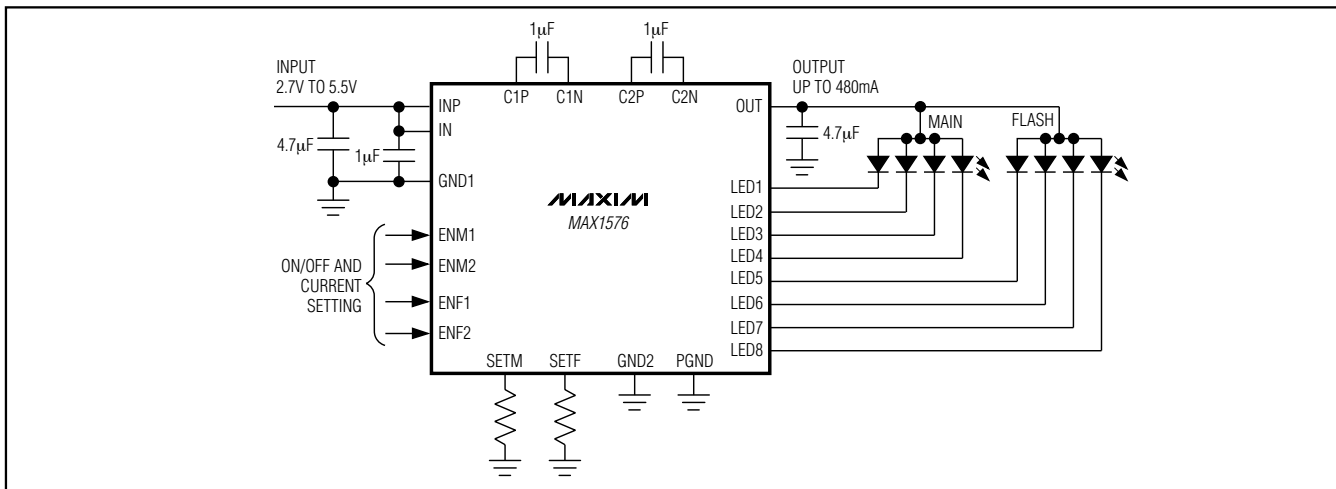 1μF
1μF
INPUT
2.7V TO 5.5V
OUTPUT
UP TO 480mA
C1P
C1N
C2P
C2N
INP
OUT
MAIN
FLASH
IN
4.7μF
4.7μF
1μF
GND1
LED1
MAXIM
LED2
MAX1576
ENM1
LED3
LED4
ENM2
ON/OFF AND
CURRENT
SETTING
LED5
ENF1
LED6
LED7
ENF2
LED8
SETM
SETF
GND2
PGND